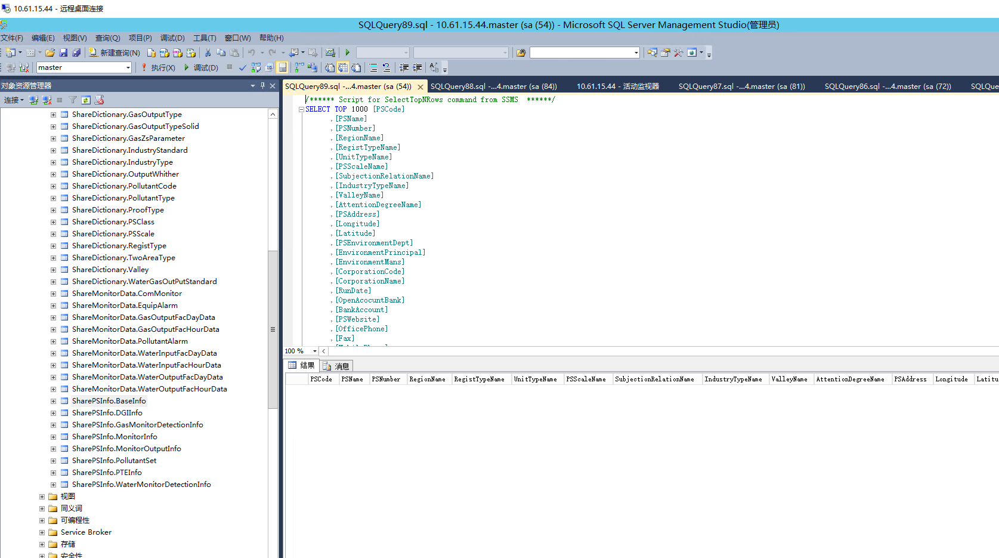 10.61.15.44 - 远程桌面连接
SQLQuery89.sql - 10.61.15.44.master (sa (54)) - Microsoft SQL Server Management Studio(管理员)
文件(F) 编辑(E) 视图(V) 查询(Q) 项目(P) 调试(D) 工具(T) 窗口(W) 帮助(H)
新建查询(N)
master 执行(X) 调试(D)
对象资源管理器
连接
ShareDictionary.GasOutputType
ShareDictionary.GasOutputTypeSolid
ShareDictionary.GasZsParameter
ShareDictionary.IndustryStandard
ShareDictionary.IndustryType
ShareDictionary.OutputWhither
ShareDictionary.PollutantCode
ShareDictionary.PollutantType
ShareDictionary.ProofType
ShareDictionary.PSClass
ShareDictionary.PSScale
ShareDictionary.RegistType
ShareDictionary.TwoAreaType
ShareDictionary.Valley
ShareDictionary.WaterGasOutPutStandard
ShareMonitorData.ComMonitor
ShareMonitorData.EquipAlarm
ShareMonitorData.GasOutputFacDayData
ShareMonitorData.GasOutputFacHourData
ShareMonitorData.PollutantAlarm
ShareMonitorData.WaterInputFacDayData
ShareMonitorData.WaterInputFacHourData
ShareMonitorData.WaterOutputFacDayData
ShareMonitorData.WaterOutputFacHourData
SharePSInfo.BaseInfo
SharePSInfo.DGIInfo
SharePSInfo.GasMonitorDetectionInfo
SharePSInfo.MonitorInfo
SharePSInfo.MonitorOutputInfo
SharePSInfo.PollutantSet
SharePSInfo.PTEInfo
SharePSInfo.WaterMonitorDetectionInfo
视图
同义词
可编程性
Service Broker
存储
安全性
SQLQuery89.sql -...4.master (sa (54)) SQLQuery88.sql -...4.master (sa (84)) 10.61.15.44 - 活动监视器 SQLQuery87.sql -...4.master (sa (81)) SQLQuery86.sql -...4.master (sa (72)) SQLQue
/****** Script for SelectTopNRows command from SSMS  ******/
SELECT TOP 1000 [PSCode]
,[PSName]
,[PSNumber]
,[RegionName]
,[RegistTypeName]
,[UnitTypeName]
,[PSScaleName]
,[SubjectionRelationName]
,[IndustryTypeName]
,[ValleyName]
,[AttentionDegreeName]
,[PSAddress]
,[Longitude]
,[Latitude]
,[PSEnvironmentDept]
,[EnvironmentPrincipal]
,[EnvironmentMans]
,[CorporationCode]
,[CorporationName]
,[RunDate]
,[OpenAcocuntBank]
,[BankAccount]
,[PSWebsite]
,[OfficePhone]
,[Fax]
100 %
结果 消息
PSCode PSName PSNumber RegionName RegistTypeName UnitTypeName PSScaleName SubjectionRelationName IndustryTypeName ValleyName AttentionDegreeName PSAddress Longitude Latitu